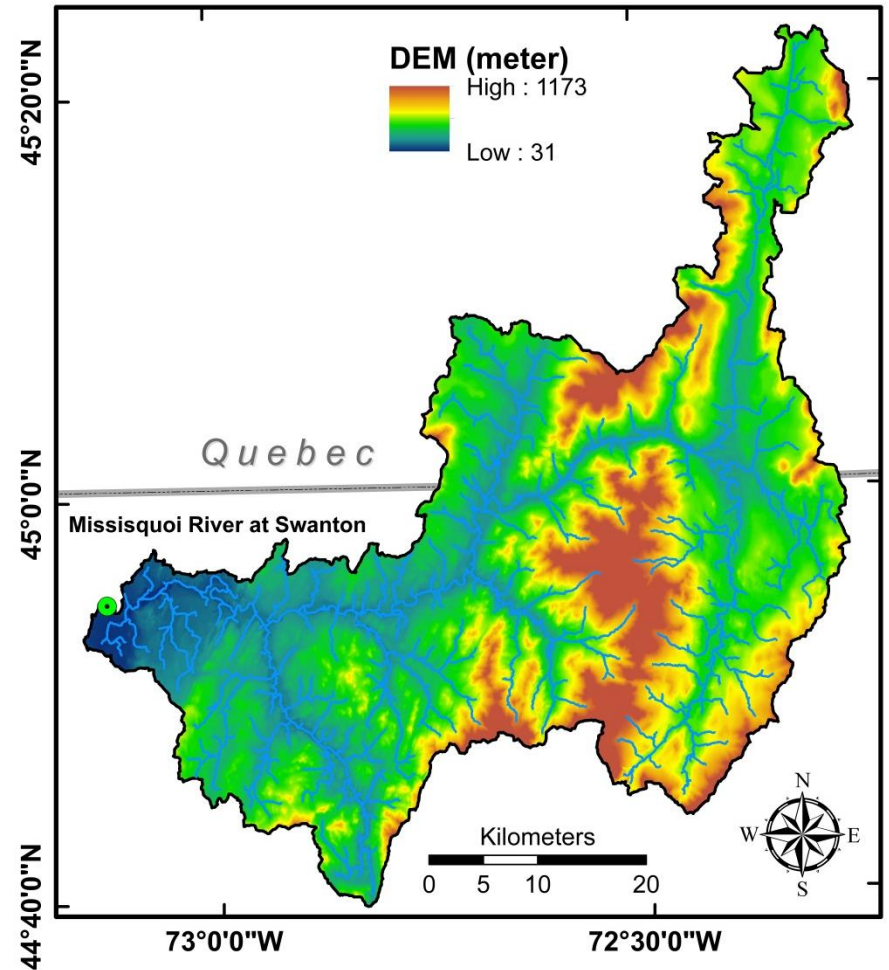 DEM (meter)
High : 1173
Low : 31
45°20'0"N
Quebec
45°0'0"N
Missisquoi River at Swanton
N
W
E
S
Kilometers
0 5 10 20
44°40'0"N
73°0'0"W
72°30'0"W